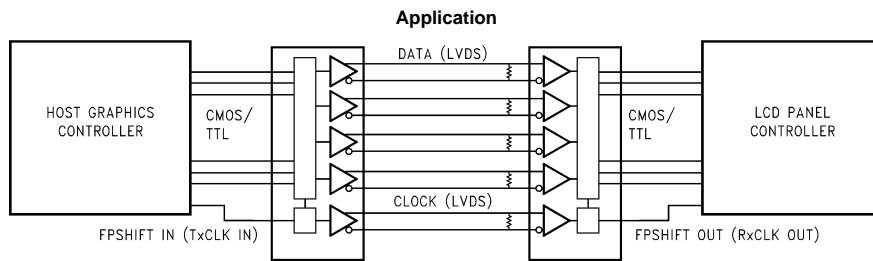 Application
DATA (LVDS)
HOST GRAPHICS
CONTROLLER
CMOS/
TTL
CMOS/
TTL
LCD PANEL
CONTROLLER
CLOCK (LVDS)
FPSHIFT IN (TxCLK IN)
FPSHIFT OUT (RxCLK OUT)